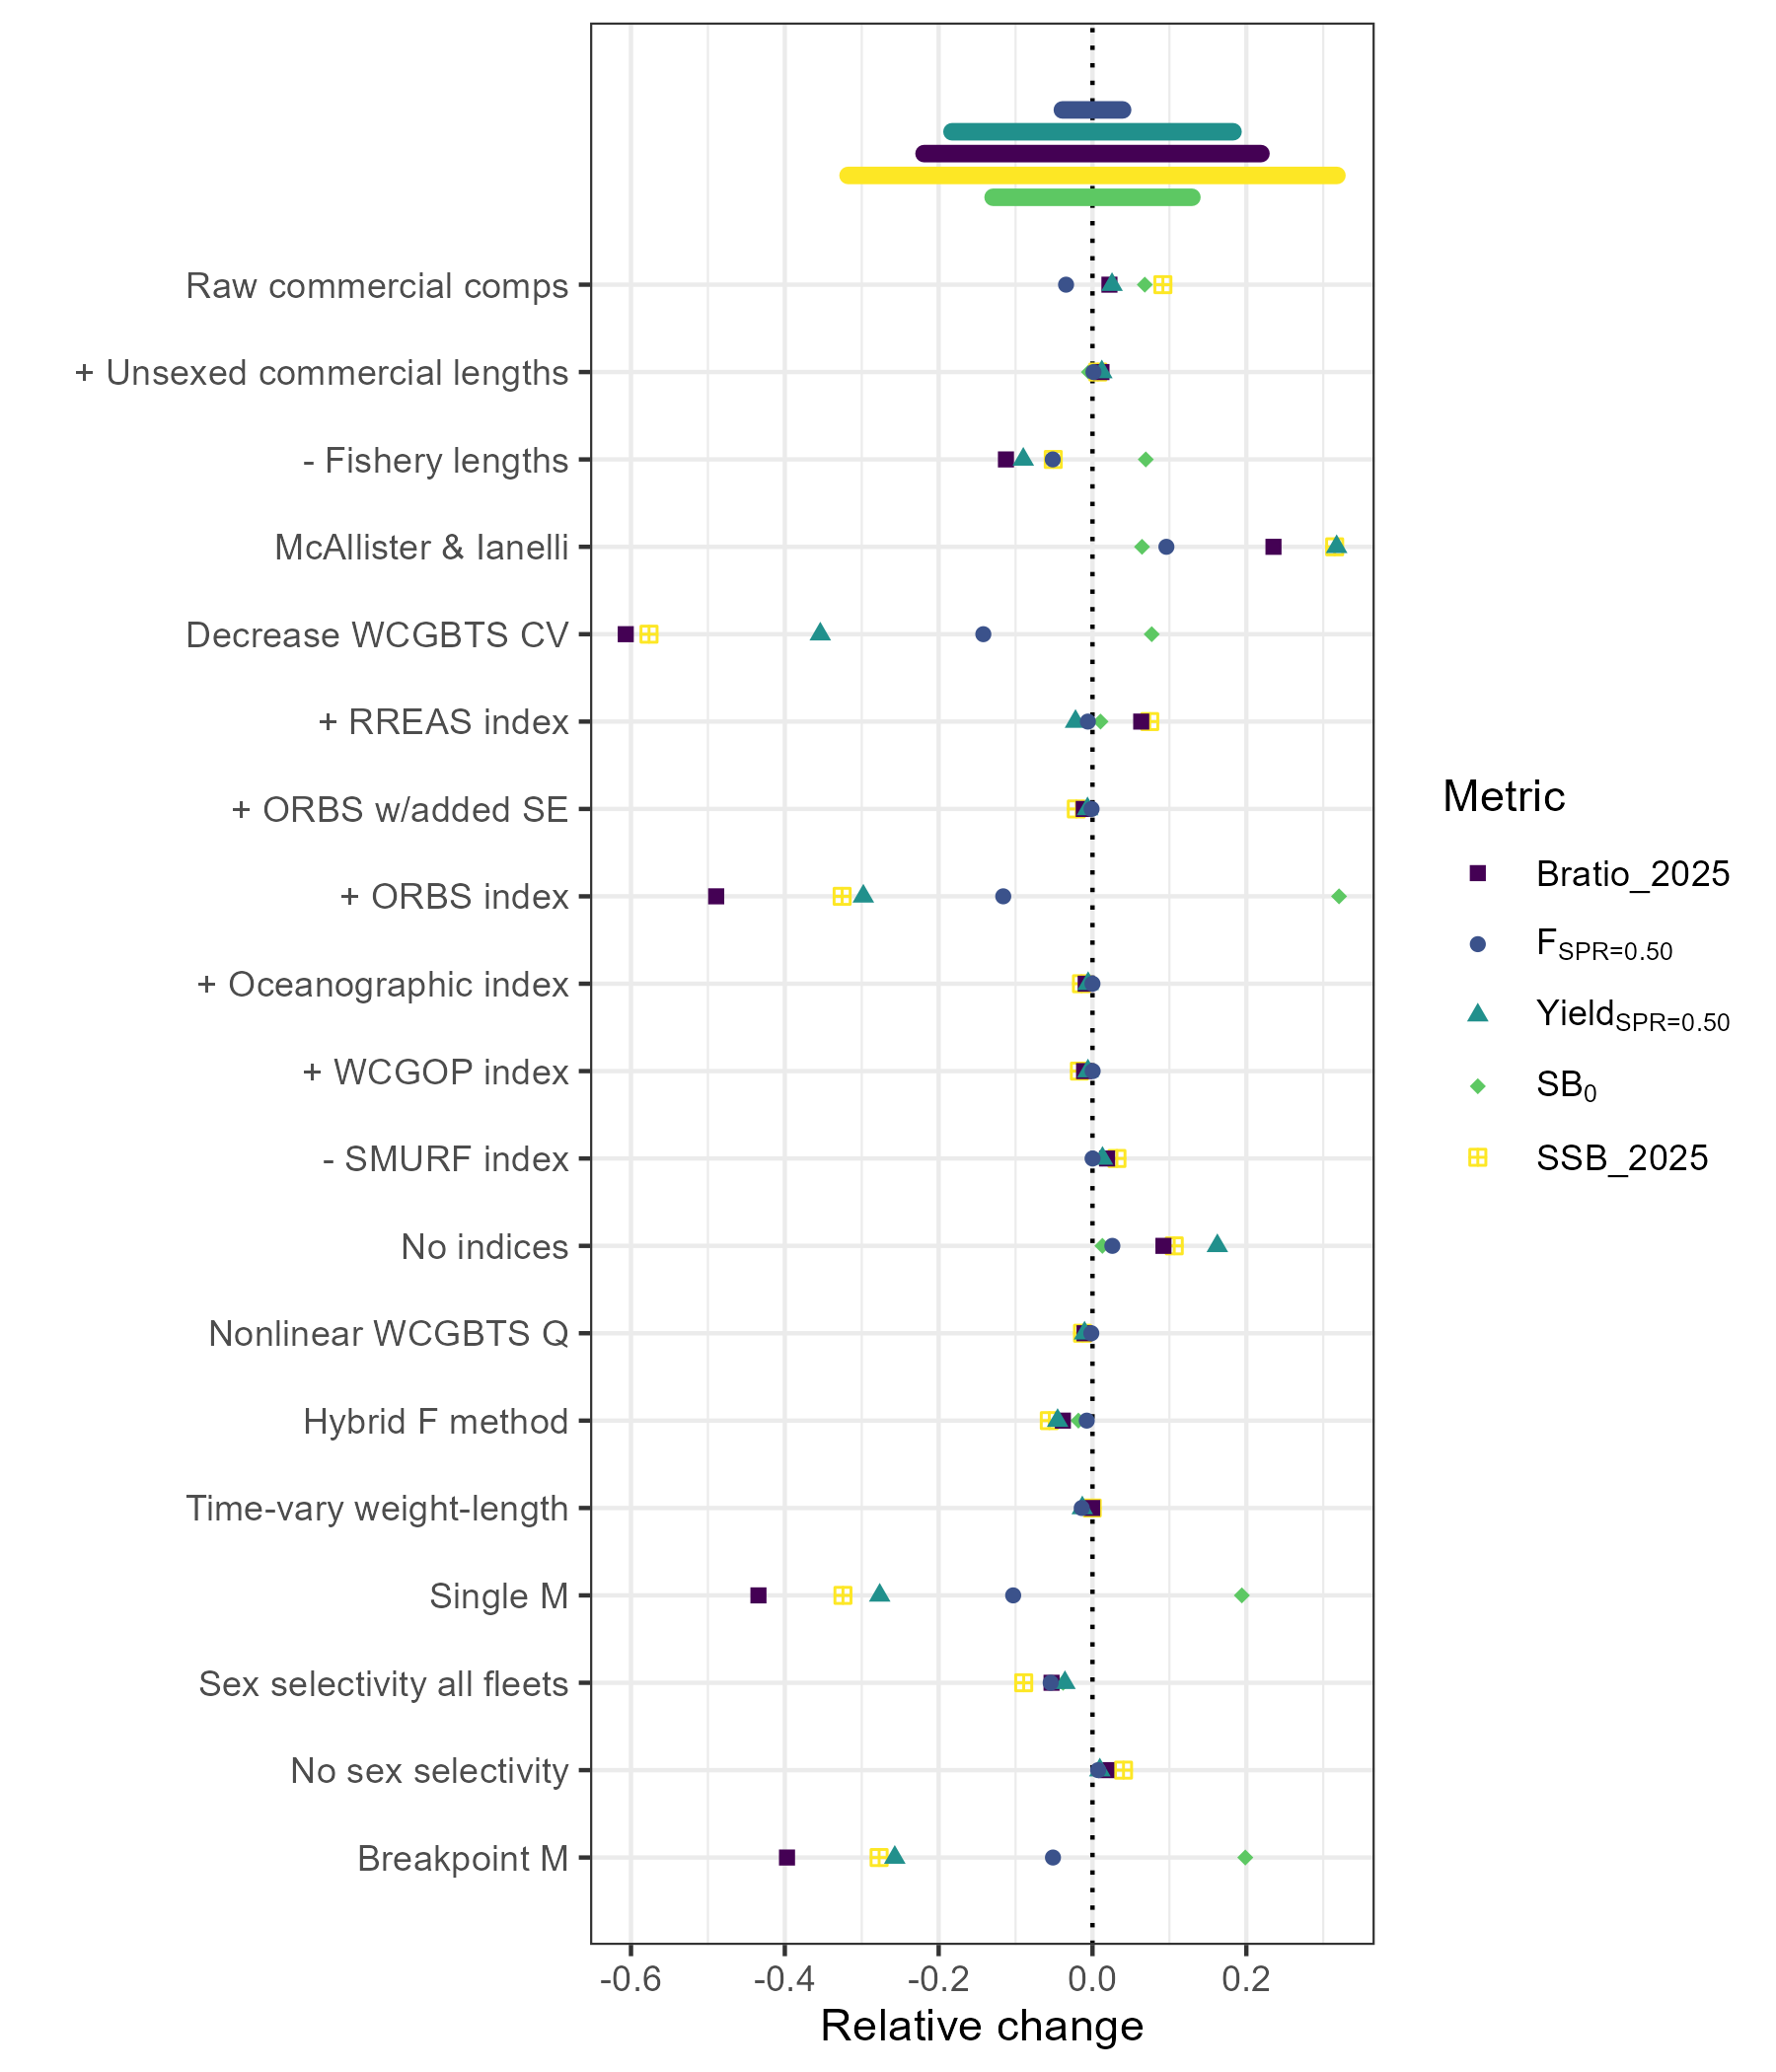 Raw commercial comps
+ Unsexed commercial lengths
- Fishery lengths
McAllister & Ianelli
Decrease WCGBTS CV
+ RREAS index
+ ORBS w/added SE
+ ORBS index
+ Oceanographic index
+ WCGOP index
- SMURF index
No indices
Nonlinear WCGBTS Q
Hybrid F method
Time-vary weight-length
Single M
Sex selectivity all fleets
No sex selectivity
Breakpoint M
-0.6 -0.4 -0.2 0.0 0.2
Relative change
Metric
Bratio_2025
FSPR=0.50
YieldSPR=0.50
SB0
SSB_2025